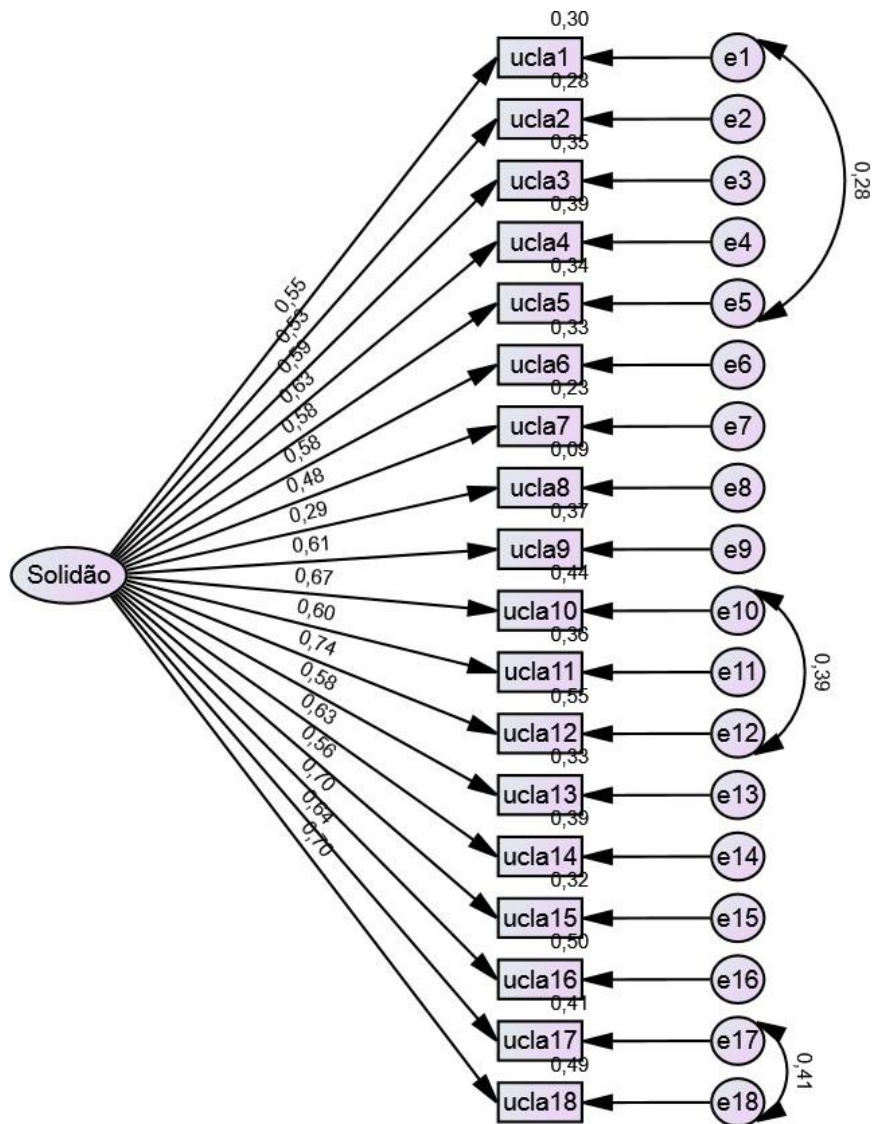 0,30
ucla1
e1
0,28
ucla2
e2
0,35
ucla3
e3
0,28
0,39
ucla4
e4
0,34
ucla5
e5
0,33
ucla6
e6
0,23
ucla7
e7
0,09
ucla8
e8
0,37
ucla9
e9
0,44
ucla10
e10
0,36
ucla11
e11
0,39
0,55
ucla12
e12
0,33
ucla13
e13
0,39
ucla14
e14
0,32
ucla15
e15
0,50
ucla16
e16
0,41
ucla17
e17
0,41
0,49
ucla18
e18
Solidão
0,55
0,53
0,59
0,63
0,58
0,58
0,48
0,29
0,61
0,67
0,60
0,74
0,58
0,63
0,56
0,70
0,64
0,70